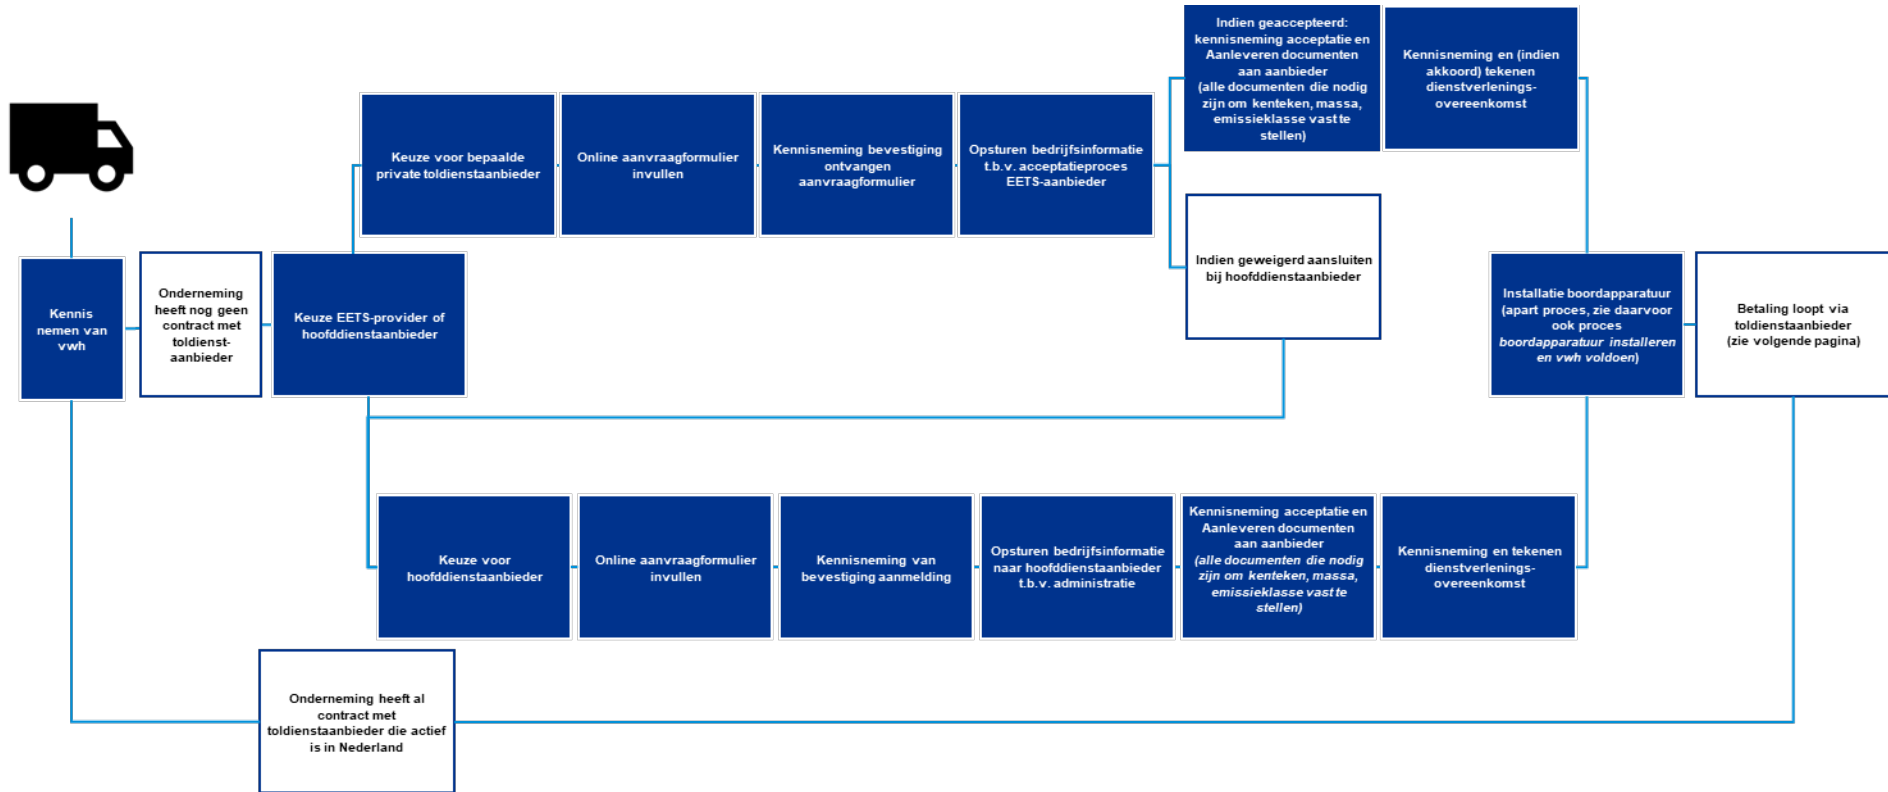 Kennis
nemen van
vwh
Onderneming
heeft nog geen
contract met
toldienst-
aanbieder
Keuze EETS-provider of
hoofddienstaanbieder
Keuze voor bepaalde
private toldienstaanbieder
Online aanvraagformulier
invullen
Kennisneming bevestiging
ontvangen
aanvraagformulier
Opsturen bedrijfsinformatie
t.b.v. acceptatieproces
EETS-aanbieder
Indien geaccepteerd:
kennisneming acceptatie en
Aanleveren documenten
aan aanbieder
(alle documenten die nodig
zijn om kenteken, massa,
emissieklasse vast te
stellen)
Kennisneming en (indien
akkoord) tekenen
dienstverlenings-
overeenkomst
Indien geweigerd aansluiten
bij hoofddienstaanbieder
Installatie boordapparatuur
(apart proces, zie daarvoor
ook proces
boordapparatuur installeren
en vwh voldoen)
Betaling loopt via
toldienstaanbieder
(zie volgende pagina)
Keuze voor
hoofddienstaanbieder
Online aanvraagformulier
invullen
Kennisneming van
bevestiging aanmelding
Opsturen bedrijfsinformatie
naar hoofddienstaanbieder
t.b.v. administratie
Kennisneming acceptatie en
Aanleveren documenten
aan aanbieder
(alle documenten die nodig
zijn om kenteken, massa,
emissieklasse vast te
stellen)
Kennisneming en tekenen
dienstverlenings-
overeenkomst
Onderneming heeft al
contract met
toldienstaanbieder die actief
is in Nederland